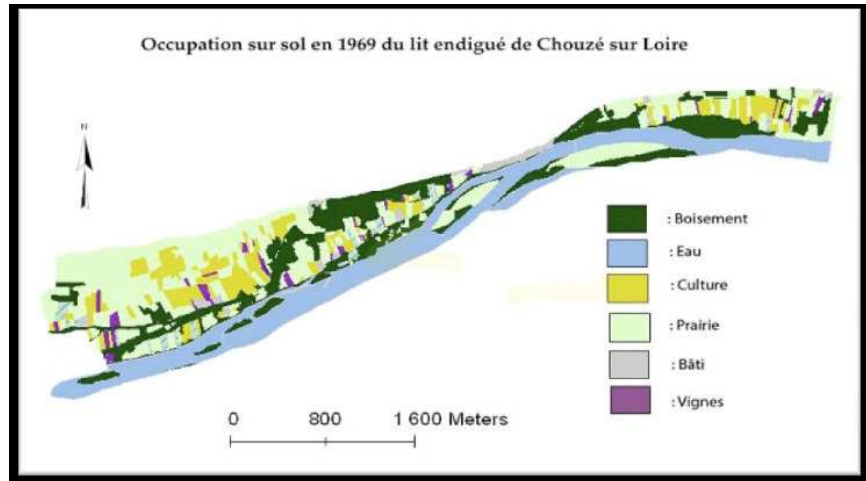 Occupation sur sol en 1969 du lit endigué de Chouzé sur Loire
N
: Boisement
: Eau
: Culture
: Prairie
: Bâti
: Vignes
0 800 1 600 Meters